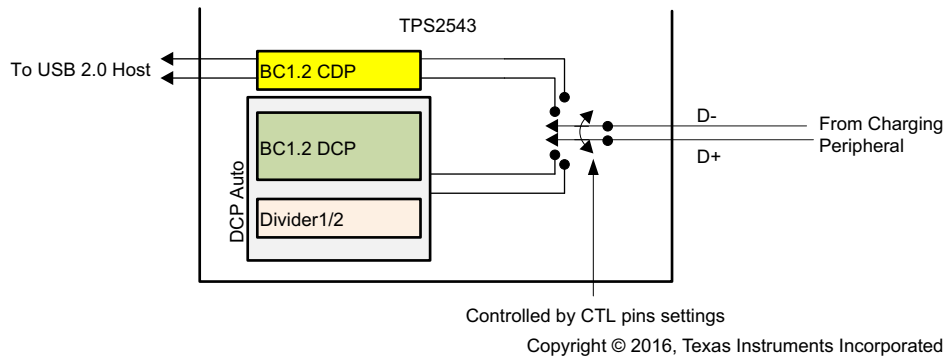 TPS2543
To USB 2.0 Host
BC1.2 CDP
D-
From Charging
Peripheral
D+
DCP Auto
BC1.2 DCP
Divider1/2
Controlled by CTL pins settings
Copyright © 2016, Texas Instruments Incorporated